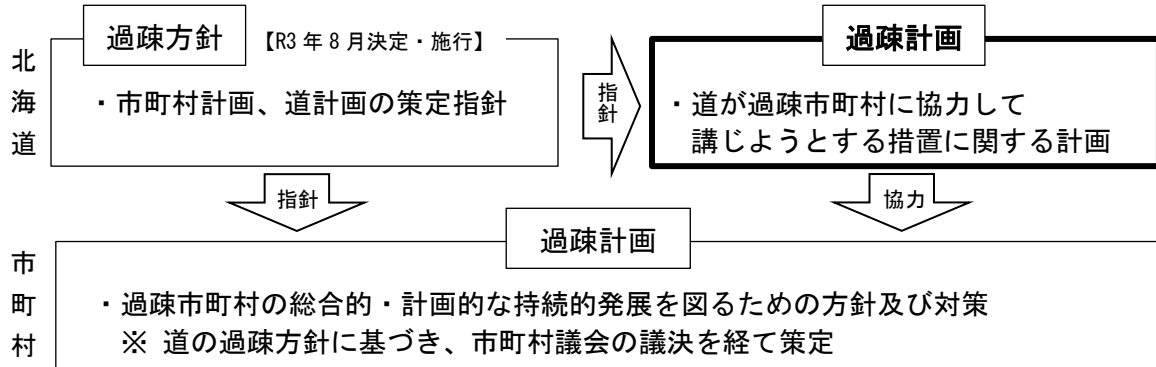 北海道
過疎方針 【R3年8月決定・施行】
・市町村計画、道計画の策定指針
指針
過疎計画
・道が過疎市町村に協力して
講じようとする措置に関する計画
指針
協力
市町村
過疎計画
・過疎市町村の総合的・計画的な持続的発展を図るための方針及び対策
※ 道の過疎方針に基づき、市町村議会の議決を経て策定